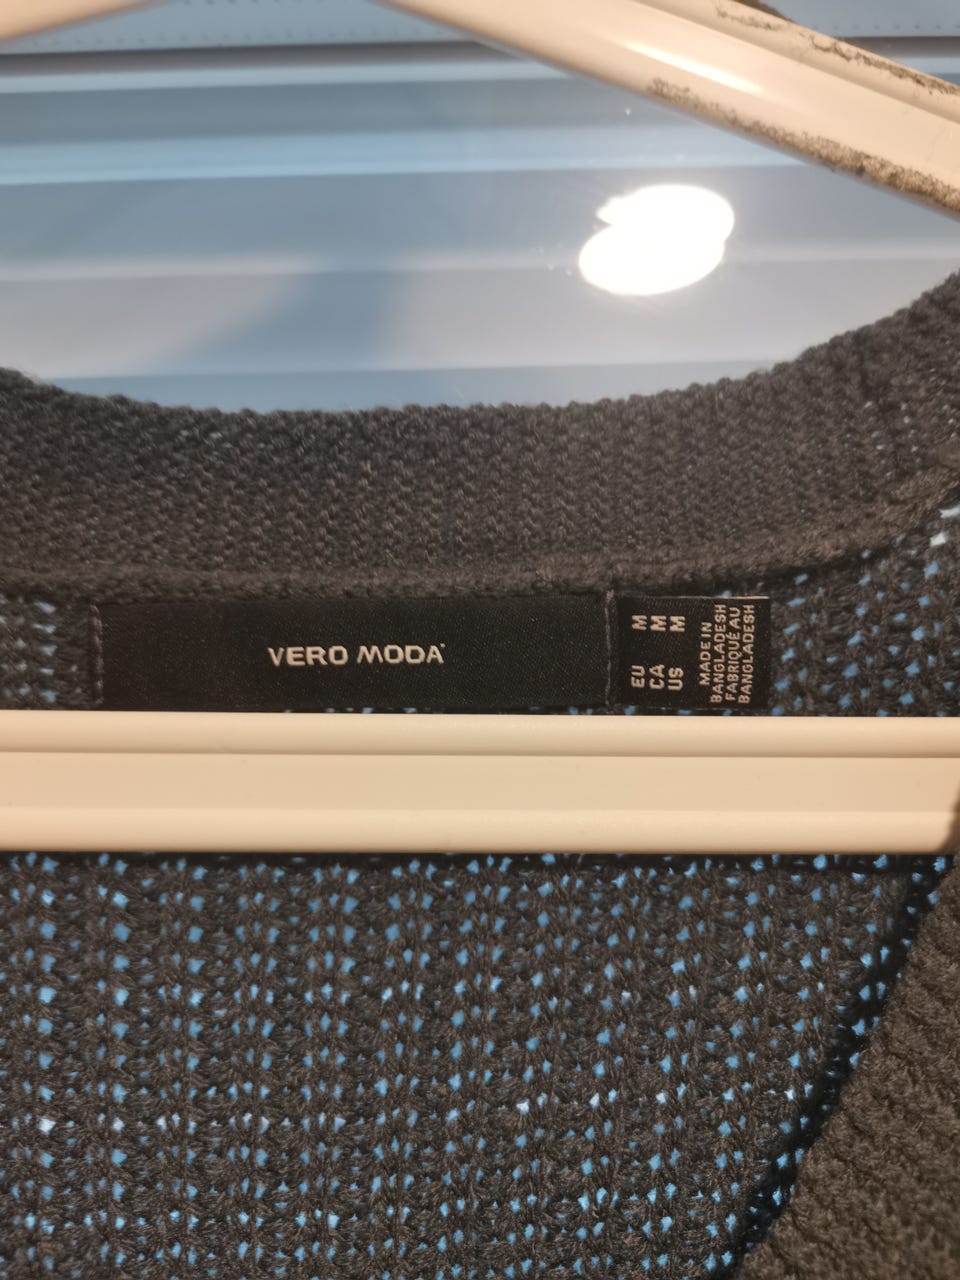 VERO MODA
EU M
CA M
US M
MADE IN
BANGLADESH
FABRIQUÉ AU
BANGLADESH